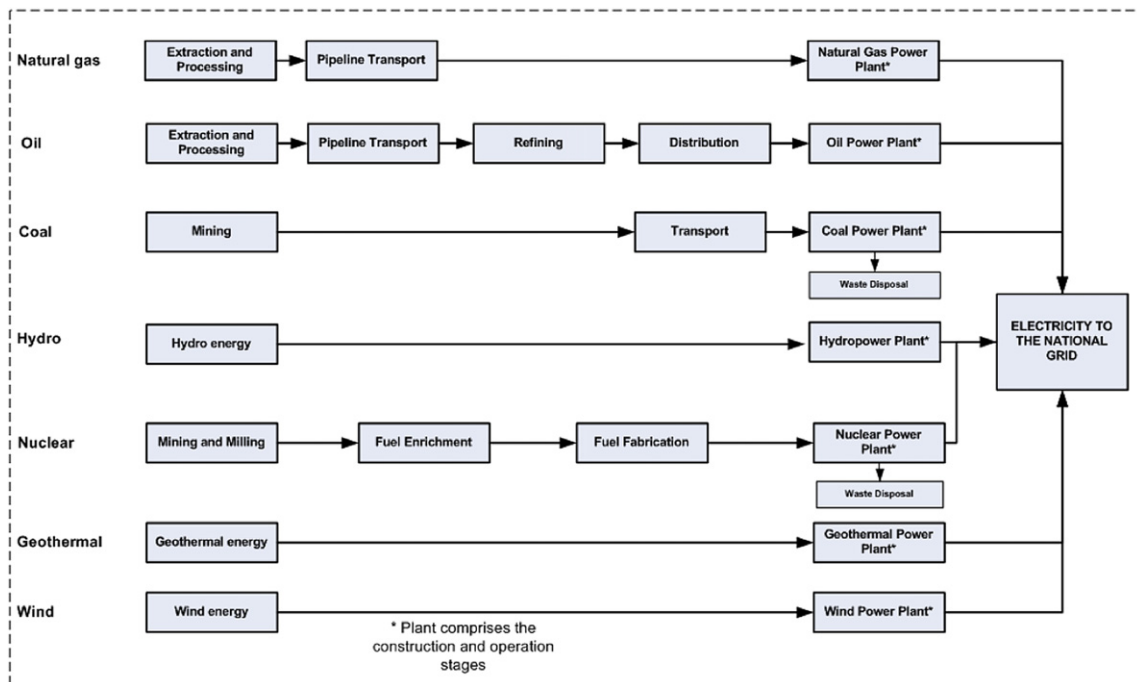 Natural gas
Extraction and
Processing
Pipeline Transport
Natural Gas Power
Plant*
Oil
Extraction and
Processing
Pipeline Transport
Refining
Distribution
Oil Power Plant*
Coal
Mining
Transport
Coal Power Plant*
Waste Disposal
ELECTRICITY TO
THE NATIONAL
GRID
Hydro
Hydro energy
Hydropower Plant*
Nuclear
Mining and Milling
Fuel Enrichment
Fuel Fabrication
Nuclear Power
Plant*
Waste Disposal
Geothermal
Geothermal energy
Geothermal Power
Plant*
Wind
Wind energy
Wind Power Plant*
* Plant comprises the
construction and operation
stages